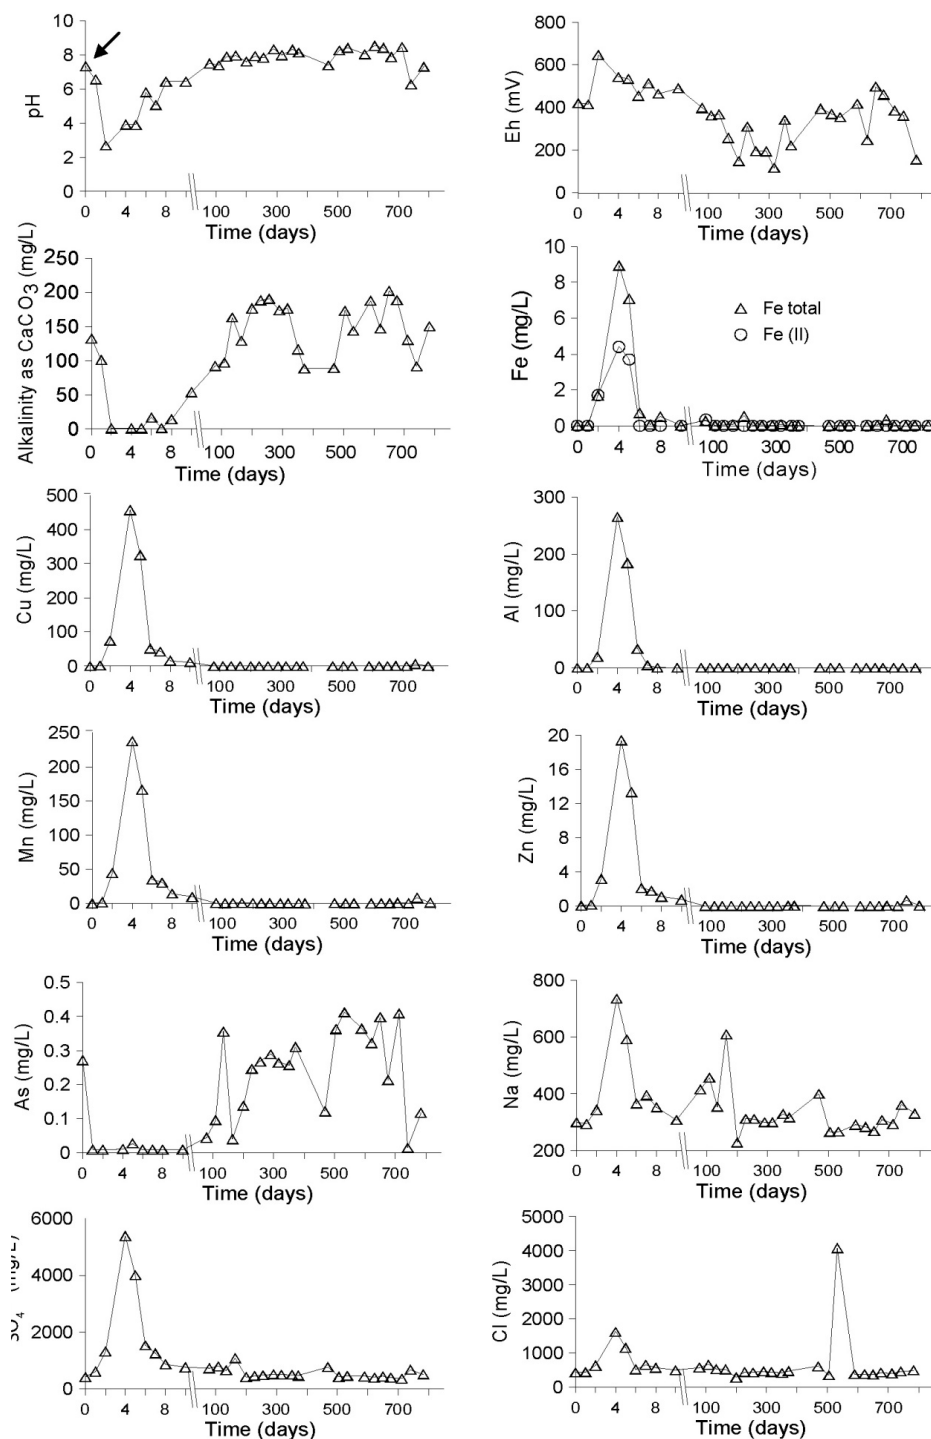 pH
10
8
6
4
2
0
0 4 8 100 300 500 700
Time (days)
Eh (mV)
800
600
400
200
0
0 4 8 100 300 500 700
Time (days)
Alkalinity as CaCO3 (mg/L)
250
200
150
100
50
0
0 4 8 100 300 500 700
Time (days)
Fe (mg/L)
10
8
6
4
2
0
Fe total
Fe (II)
0 4 8 100 300 500 700
Time (days)
Cu (mg/L)
500
400
300
200
100
0
0 4 8 100 300 500 700
Time (days)
Al (mg/L)
300
200
100
0
0 4 8 100 300 500 700
Time (days)
Mn (mg/L)
250
200
150
100
50
0
0 4 8 100 300 500 700
Time (days)
Zn (mg/L)
20
16
12
8
4
0
0 4 8 100 300 500 700
Time (days)
As (mg/L)
0.5
0.4
0.3
0.2
0.1
0
0 4 8 100 300 500 700
Time (days)
Na (mg/L)
800
600
400
200
0 4 8 100 300 500 700
Time (days)
SO4 (mg/L)
6000
4000
2000
0
0 4 8 100 300 500 700
Time (days)
Cl (mg/L)
5000
4000
3000
2000
1000
0
0 4 8 100 300 500 700
Time (days)